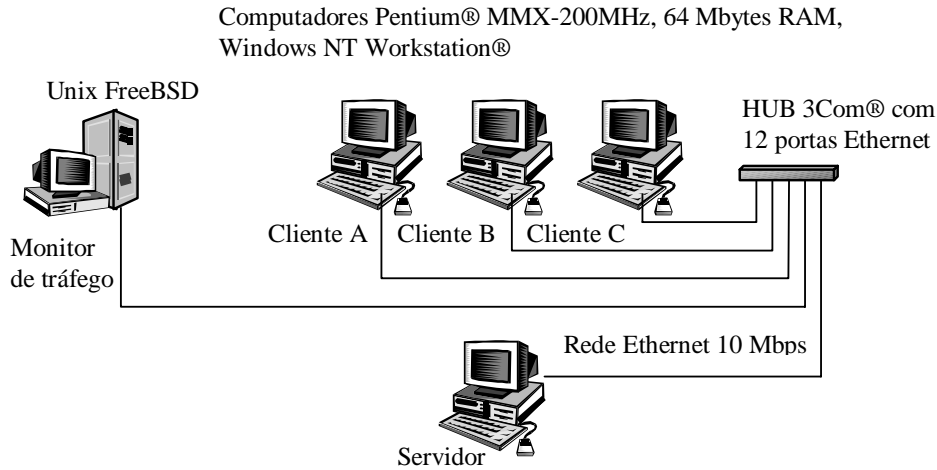 Computadores Pentium® MMX-200MHz, 64 Mbytes RAM,
Windows NT Workstation®
Unix FreeBSD
HUB 3Com® com
12 portas Ethernet
Cliente A
Cliente B
Cliente C
Monitor
de tráfego
Rede Ethernet 10 Mbps
Servidor